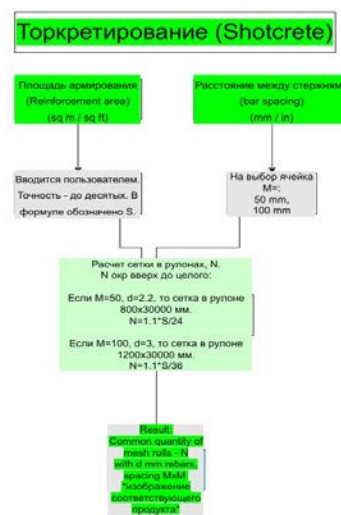 Торкретирование (Shotcrete)
Площадь армирования
(Reinforcement area)
(sq m / sq ft)
Расстояние между стержням
(bar spacing)
(mm / in)
Вводится пользователем.
Точность - до десятых. В
формуле обозначено S.
На выбор ячейка
M=:
50 mm,
100 mm
Расчет сетки в рулонах, N.
N окр вверх до целого:
Если M=50, d=2.2, то сетка в рулоне
800x30000 мм.
N=1.1*S/24
Если M=100, d=3, то сетка в рулоне
1200x30000 мм.
N=1.1*S/36
Result:
Common quantity of
mesh rolls - N
with d mm rebars,
spacing MxM
*изображение
соответствующего
продукта*